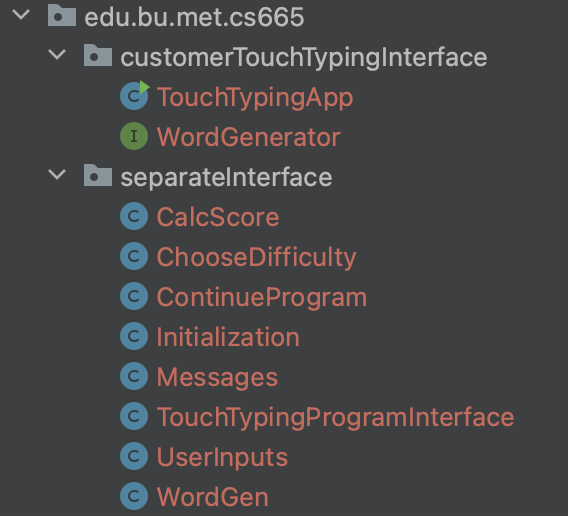 edu.bu.met.cs665
customerTouchTypingInterface
C TouchTypingApp
I WordGenerator
separateInterface
C CalcScore
C ChooseDifficulty
C ContinueProgram
C Initialization
C Messages
C TouchTypingProgramInterface
C UserInputs
C WordGen